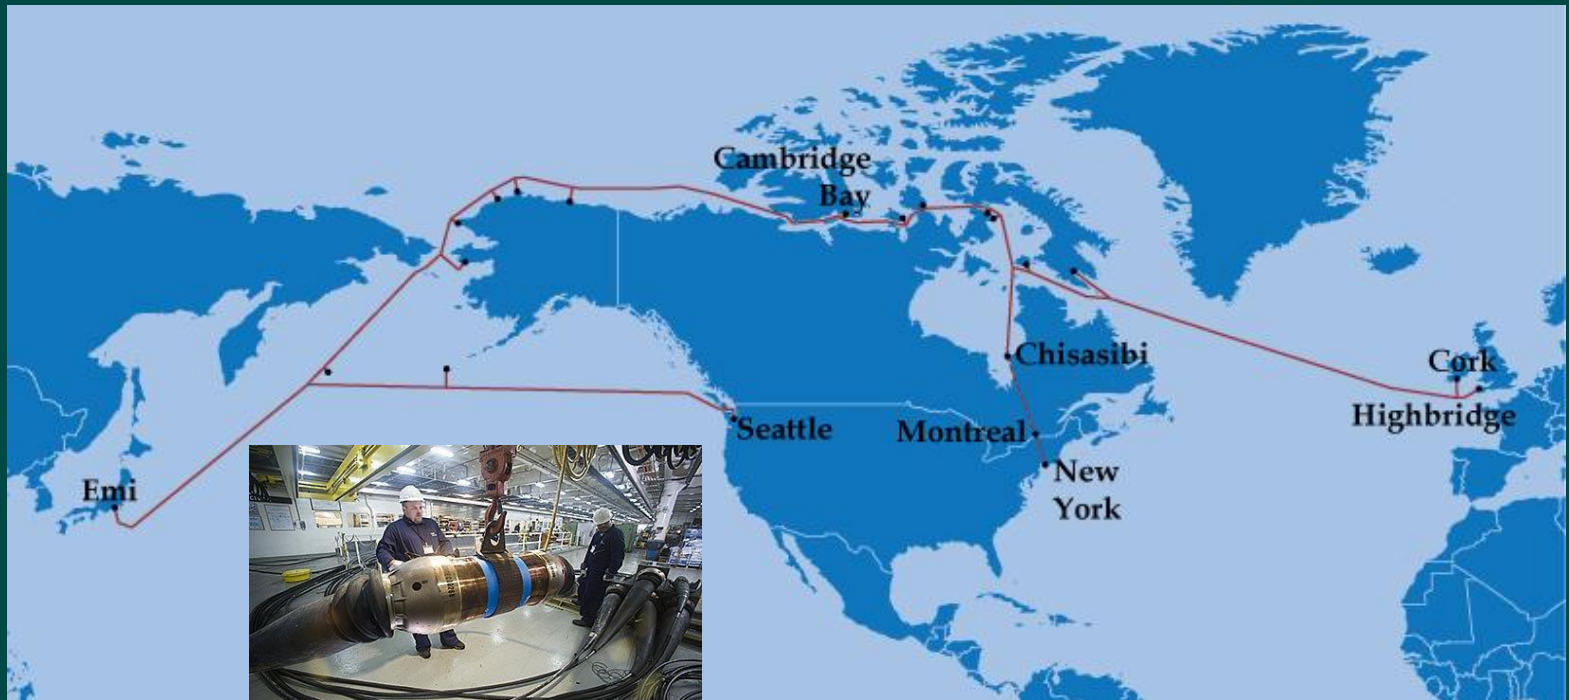 Cambridge
Bay
Chisasibi
Cork
Highbridge
Seattle
Montreal
New
York
Emi